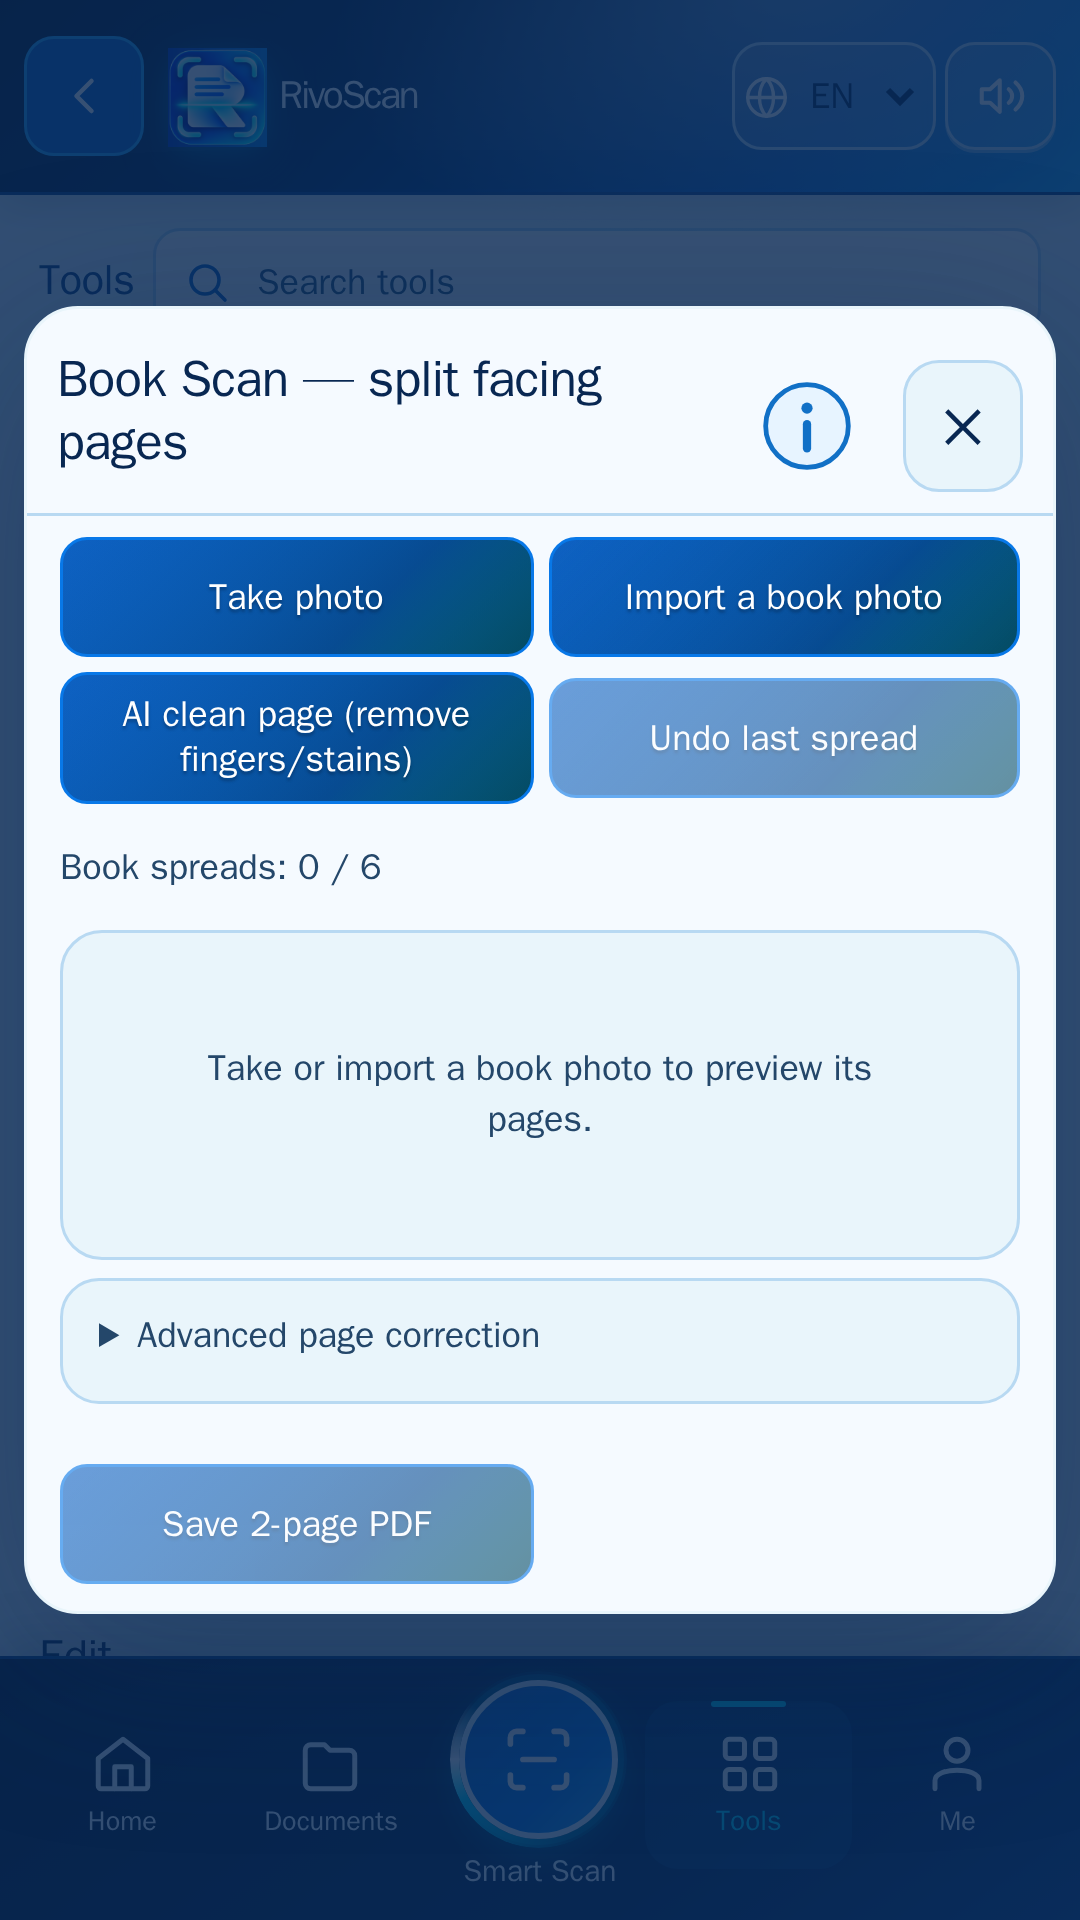 RivoScan
EN
Tools
Search tools
Book Scan — split facing
pages
Take photo
Import a book photo
AI clean page (remove
fingers/stains)
Undo last spread
Book spreads: 0 / 6
Take or import a book photo to preview its
pages.
Advanced page correction
Save 2-page PDF
Edit
Home
Documents
Smart Scan
Tools
Me